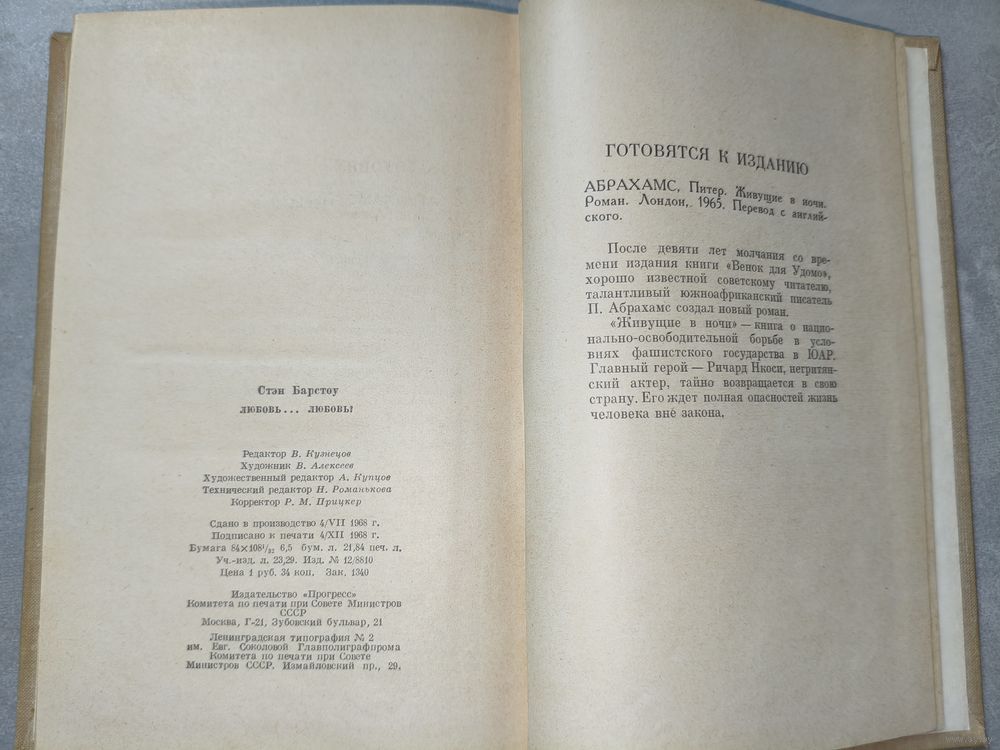 Стэн Барстоу
ЛЮБОВЬ... ЛЮБОВЬ?
Редактор В. Кузнецов
Художник В. Алексеев
Художественный редактор А. Купцов
Технический редактор Н. Романькова
Корректор Р. М. Прицкер
Сдано в производство 4/VII 1968 г.
Подписано к печати 4/XII 1968 г.
Бумага 84×108¹/₃₂ 6,5 бум. л. 21,84 печ. л.
Уч.-изд. л. 23,29. Изд. № 12/8810
Цена 1 руб. 34 коп. Зак. 1340
Издательство «Прогресс»
Комитета по печати при Совете Министров
СССР
Москва, Г-21, Зубовский бульвар, 21
Ленинградская типография № 2
им. Евг. Соколовой Главполиграфпрома
Комитета по печати при Совете
Министров СССР. Измайловский пр., 29.
ГОТОВЯТСЯ К ИЗДАНИЮ
АБРАХАМС, Питер. Живущие в ночи.
Роман. Лондон, 1965. Перевод с англий-
ского.
После девяти лет молчания со вре-
мени издания книги «Венок для Удомо»,
хорошо известной советскому читателю,
талантливый южноафриканский писатель
П. Абрахамс создал новый роман.
«Живущие в ночи» — книга о нацио-
нально-освободительной борьбе в усло-
виях фашистского государства в ЮАР.
Главный герой — Ричард Нкоси, негритян-
ский актер, тайно возвращается в свою
страну. Его ждет полная опасностей жизнь
человека вне закона.